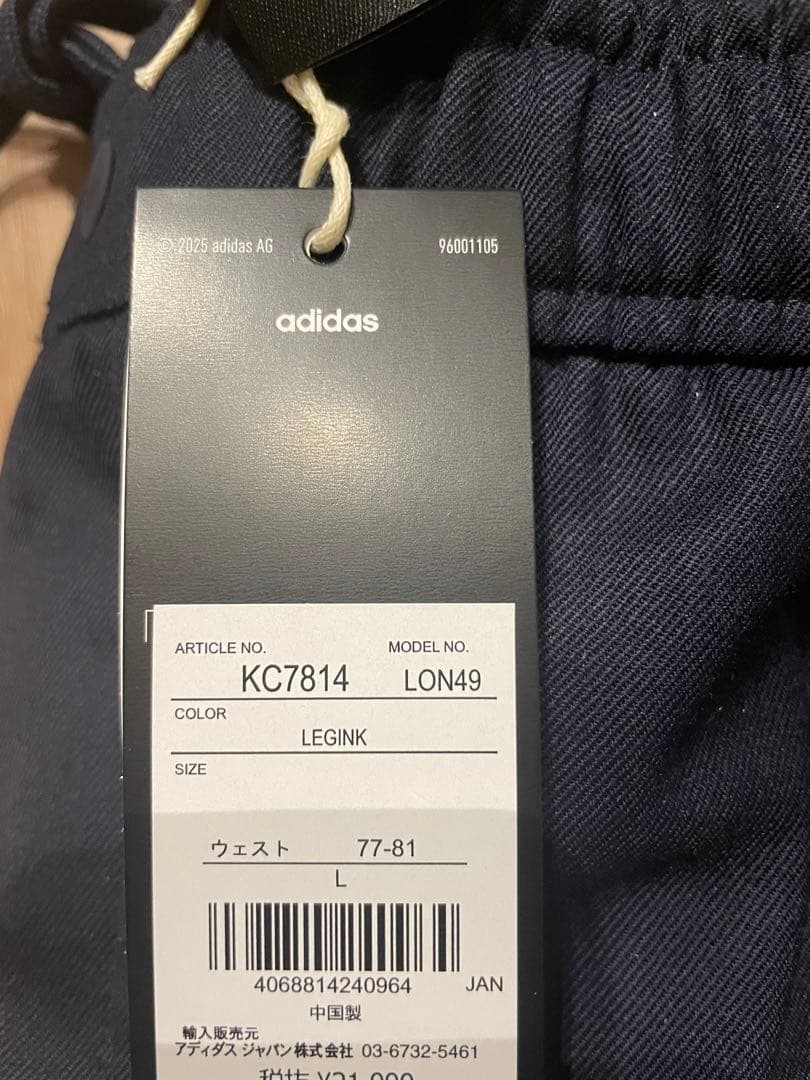 © 2025 adidas AG 96001105
adidas
ARTICLE NO. MODEL NO.
KC7814 LON49
COLOR
LEGINK
SIZE
ウェスト 77-81
L
4068814240964 JAN
中国製
輸入販売元
アディダス ジャパン株式会社 03-6732-5461
税抜